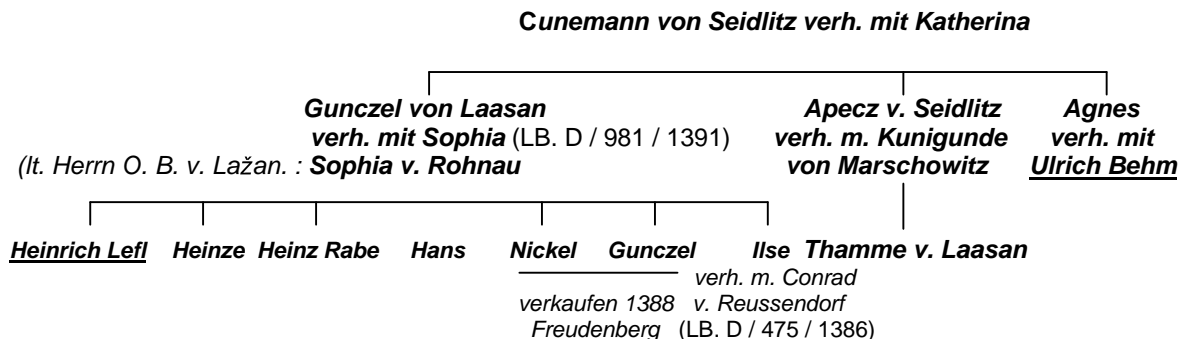 Cunemann von Seidlitz verh. mit Katherina
Gunczel von Laasan Apecz v. Seidlitz Agnes
verh. mit Sophia (LB. D / 981 / 1391) verh. m. Kunigunde verh. mit
(lt. Herrn O. B. v. Lažan. : Sophia v. Rohnau von Marschowitz Ulrich Behm
Heinrich Lefl Heinze Heinz Rabe Hans Nickel Gunczel Ilse Thamme v. Laasan
verh. m. Conrad
verkaufen 1388 v. Reussendorf
Freudenberg (LB. D / 475 / 1386)